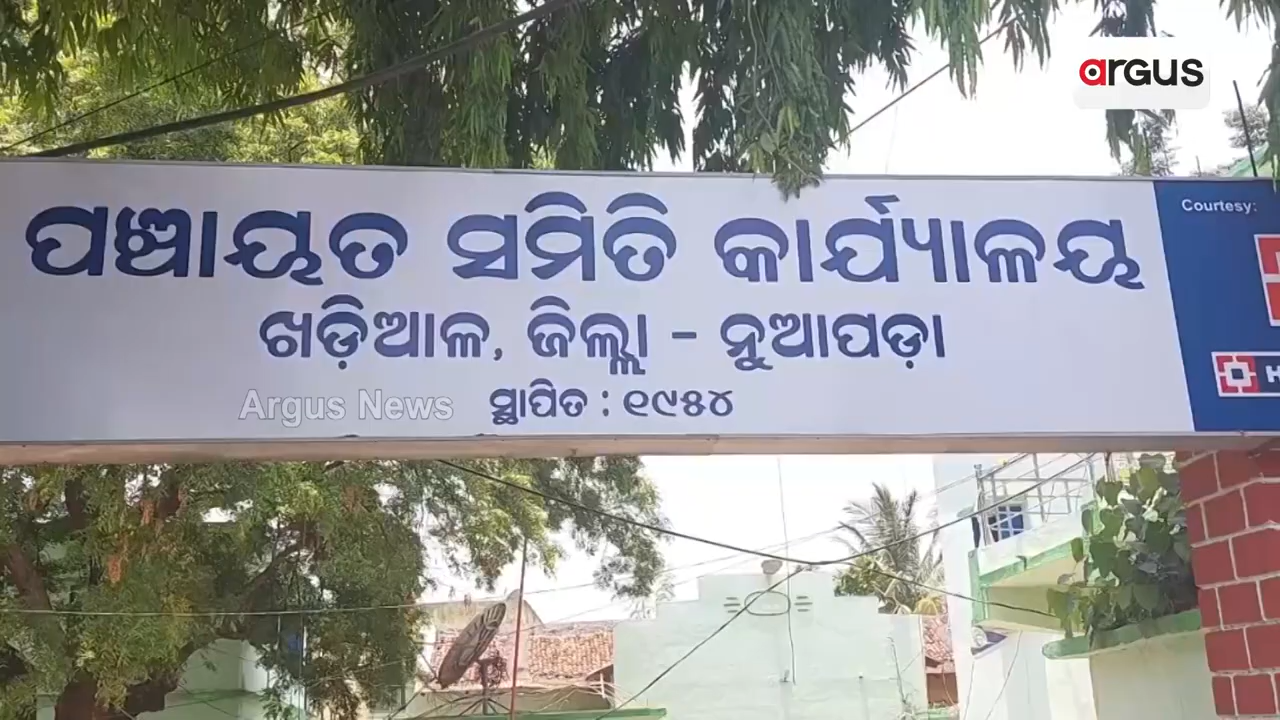 argus
ପଞ୍ଚାୟତ ସମିତି କାର୍ଯ୍ୟାଳୟ
Courtesy:
ଖଡ଼ିଆଳ, ଜିଲ୍ଲା - ନୁଆପଡ଼ା
Argus News
ସ୍ଥାପିତ : ୧୯୫୪